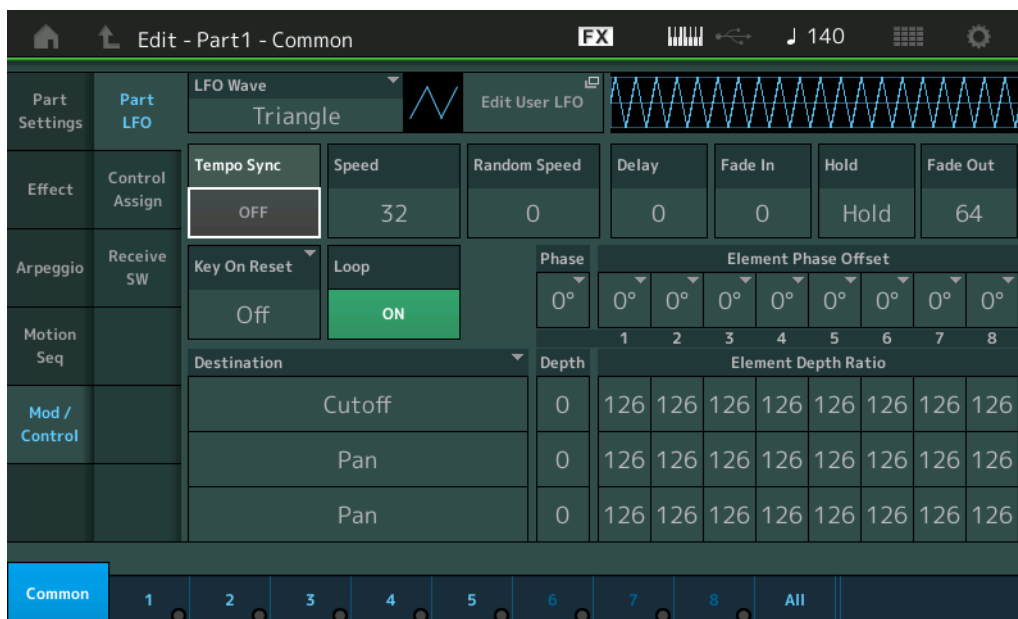 Edit - Part1 - Common FX 140
Part Settings
Part LFO
LFO Wave
Triangle
Edit User LFO
Effect
Control Assign
Tempo Sync Speed Random Speed Delay Fade In Hold Fade Out
OFF 32 0 0 0 Hold 64
Arpeggio
Receive SW
Key On Reset Loop Phase Element Phase Offset
Off ON 0° 0° 0° 0° 0° 0° 0° 0° 0°
1 2 3 4 5 6 7 8
Motion Seq
Destination Depth Element Depth Ratio
Mod / Control
Cutoff 0 126 126 126 126 126 126 126 126
Pan 0 126 126 126 126 126 126 126 126
Pan 0 126 126 126 126 126 126 126 126
Common 1 2 3 4 5 6 7 8 All